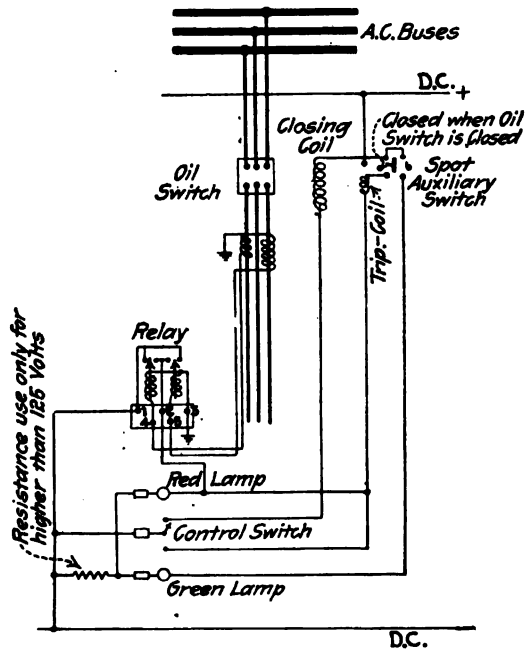 A.C. Buses
D.C. +
Closing
Coil
Closed when Oil
Switch is Closed
Oil
Switch
Spot
Auxiliary
Switch
Trip.-Coil
Relay
Resistance use only for
higher than 125 Volts
Red Lamp
Control Switch
Green Lamp
D.C.